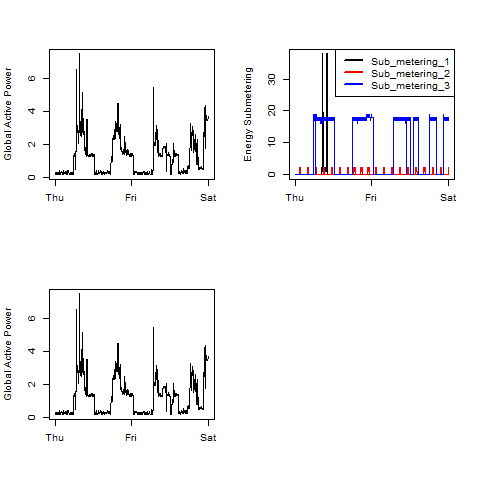 Global Active Power
0 2 4 6
Thu Fri Sat
Energy Submetering
0 10 20 30
Thu Fri Sat
Sub_metering_1
Sub_metering_2
Sub_metering_3
Global Active Power
0 2 4 6
Thu Fri Sat